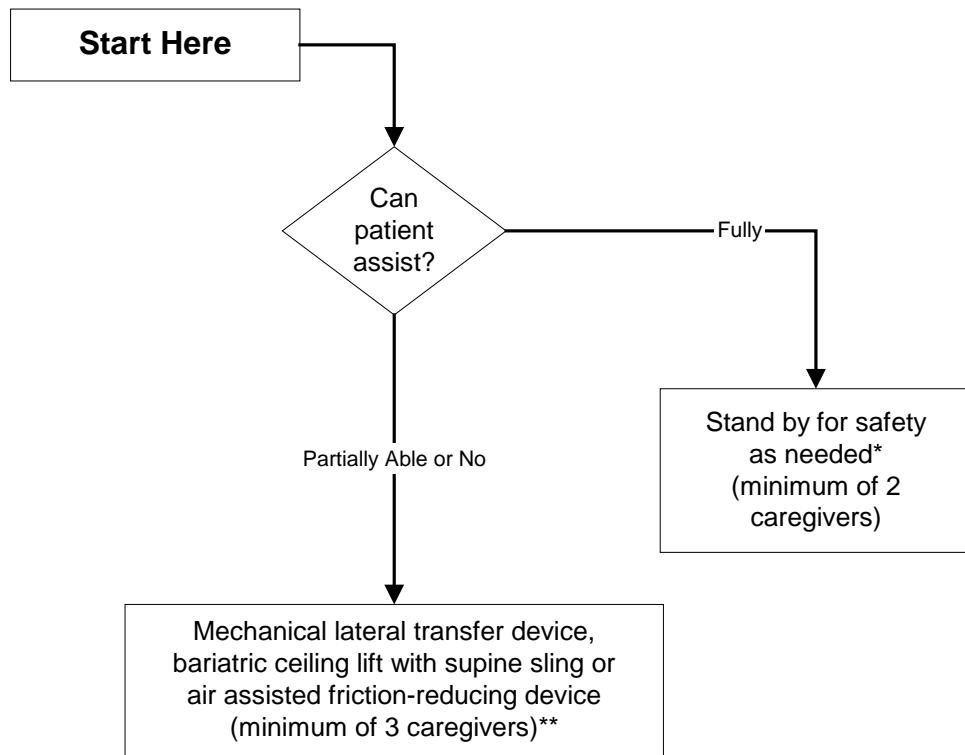 Start Here
Can
patient
assist?
Fully
Partially Able or No
Stand by for safety
as needed*
(minimum of 2
caregivers)
Mechanical lateral transfer device,
bariatric ceiling lift with supine sling or
air assisted friction-reducing device
(minimum of 3 caregivers)**